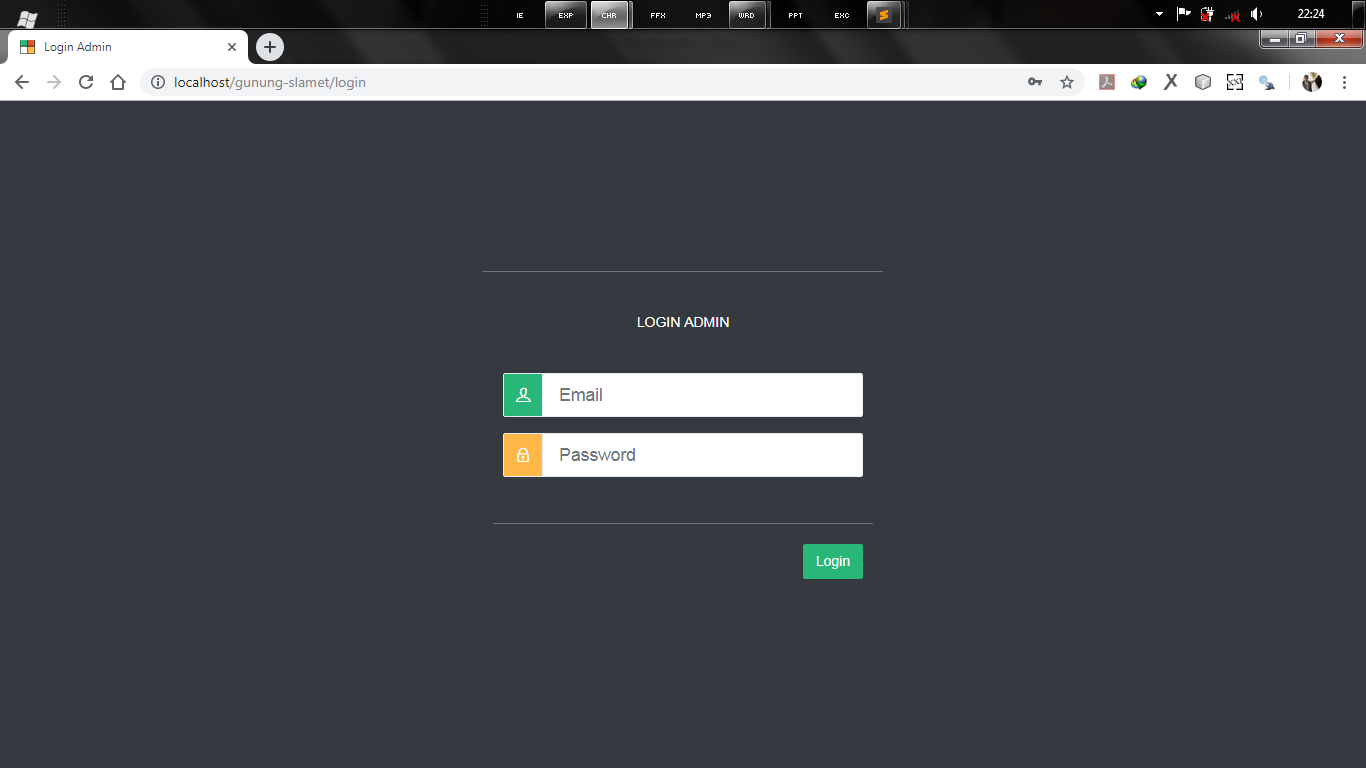 IE EXP CHR FFX MP3 WRD PPT EXC 22:24
Login Admin
localhost/gunung-slamet/login
LOGIN ADMIN
Email
Password
Login